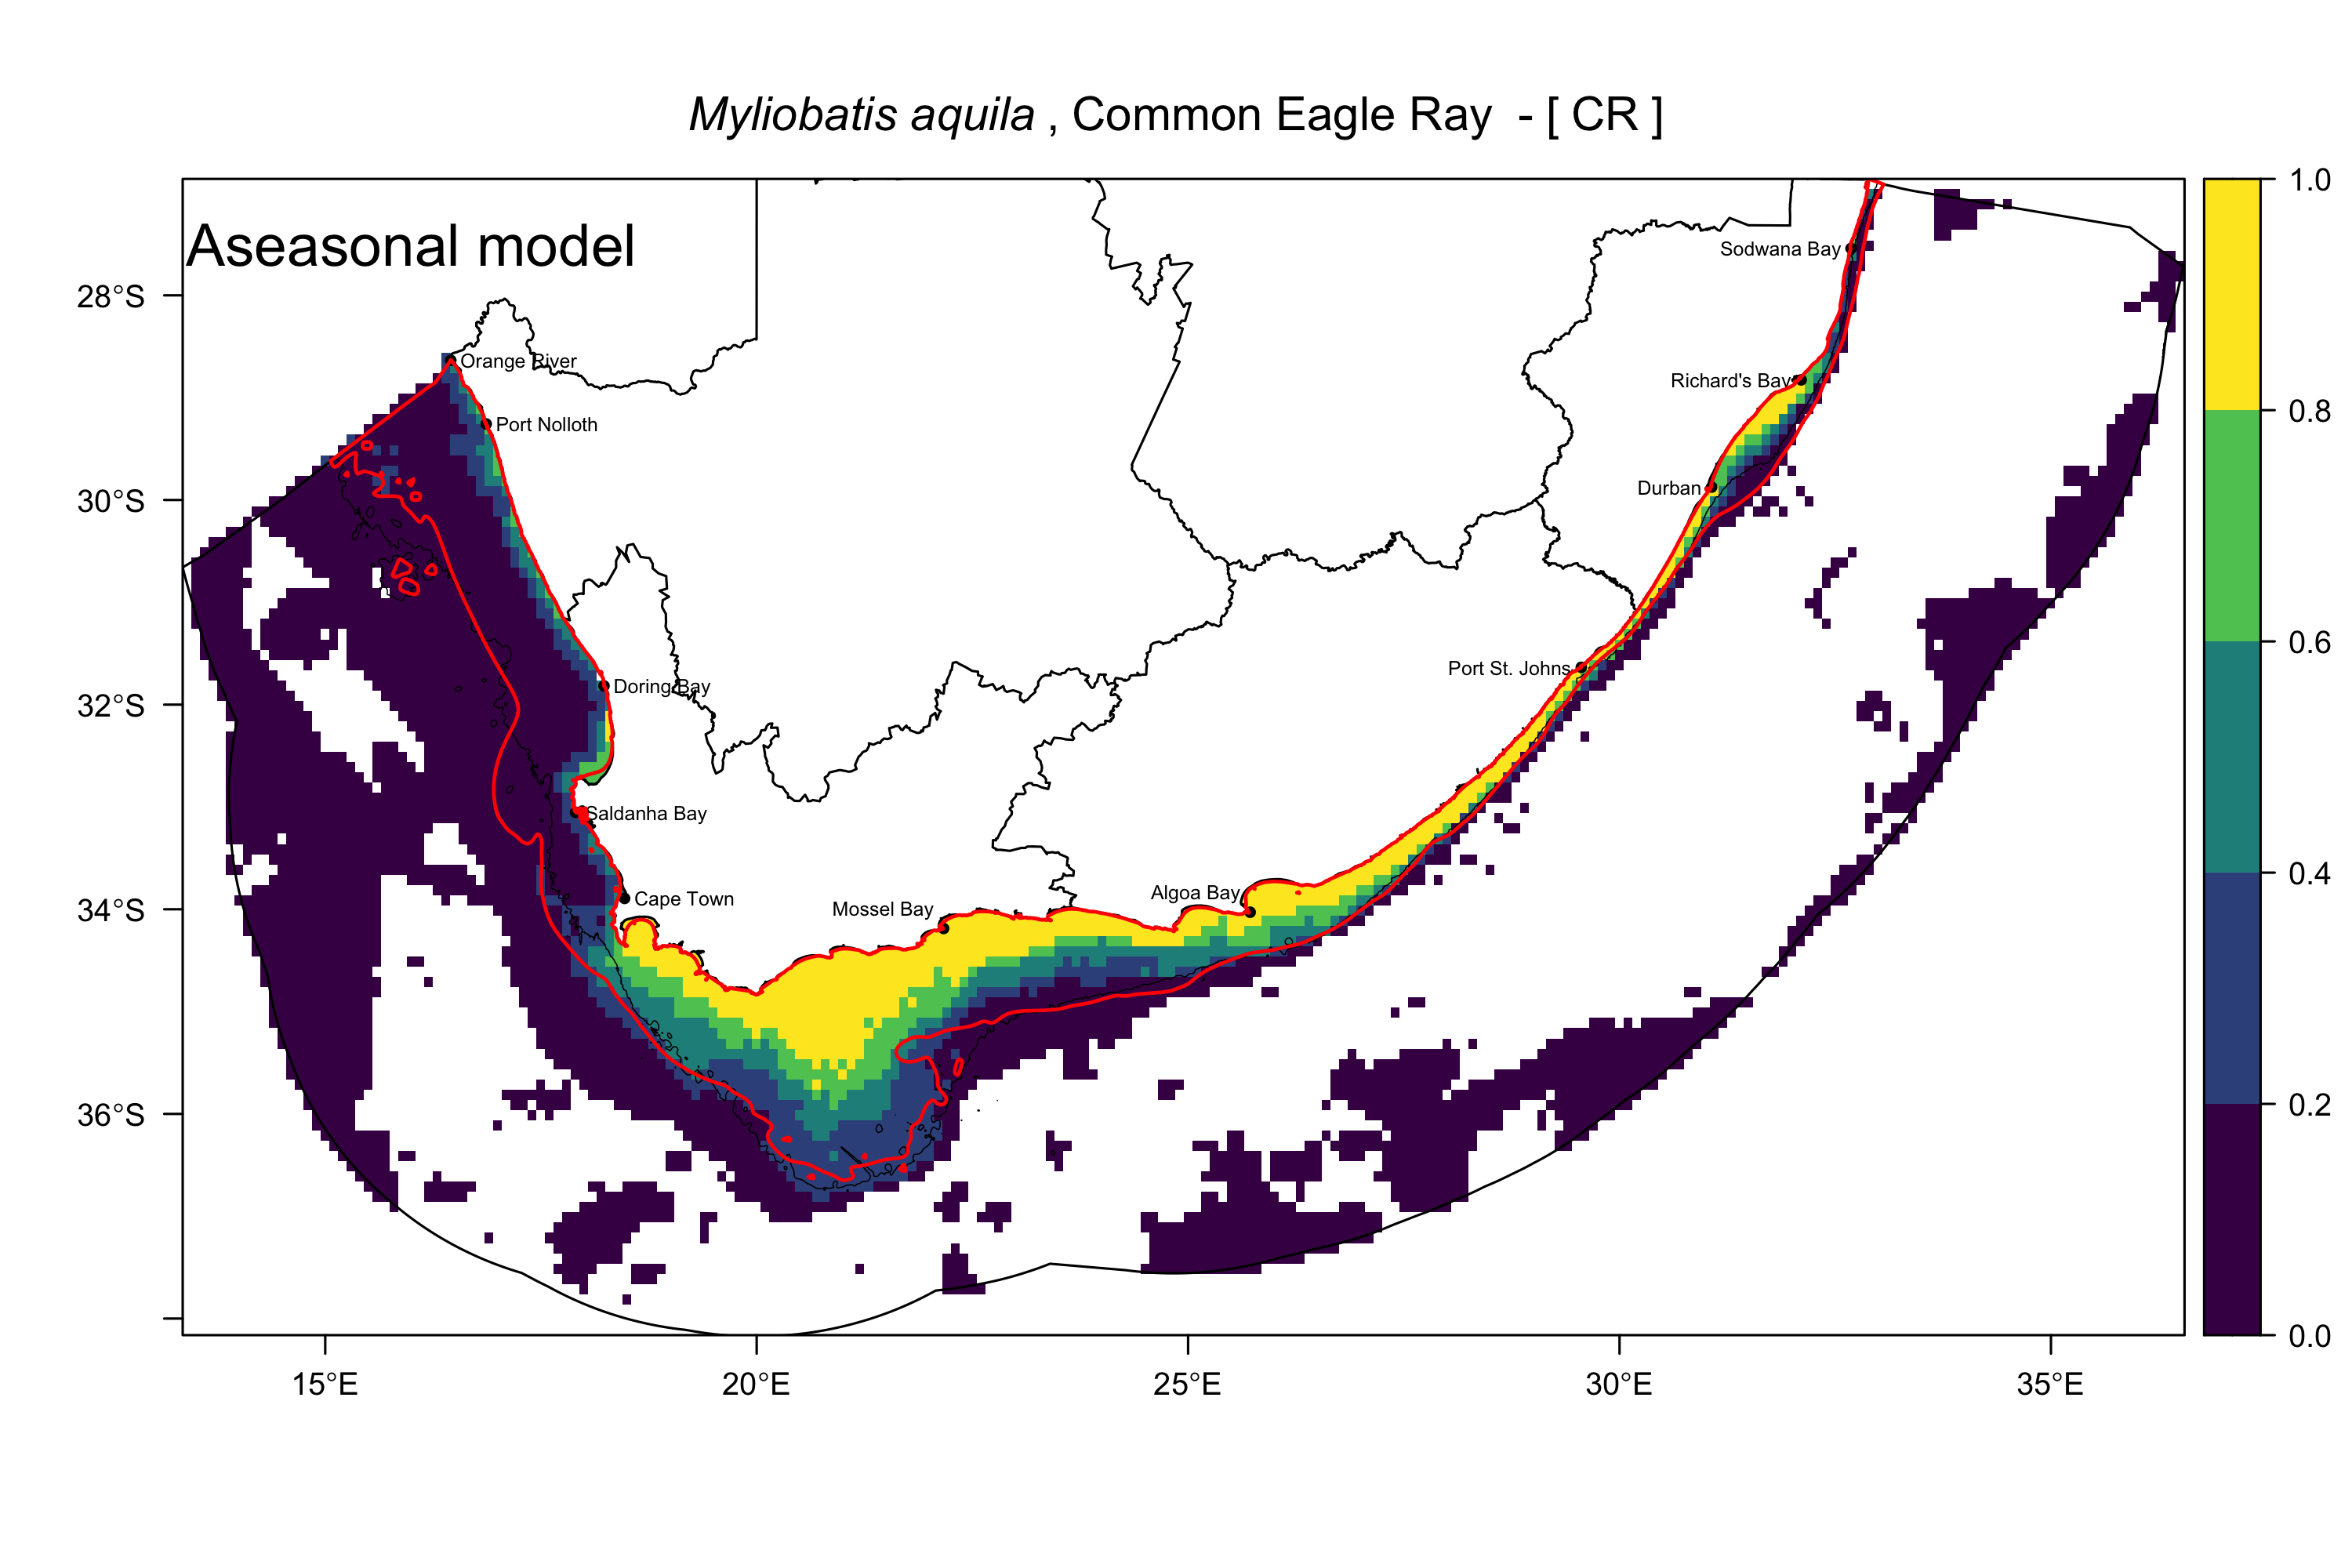 Myliobatis aquila , Common Eagle Ray - [ CR ]
Aseasonal model
1.0
Sodwana Bay
28°S
Orange River
Richard's Bay
0.8
Port Nolloth
Durban
30°S
0.6
Port St. Johns
Doring Bay
32°S
Saldanha Bay
0.4
Algoa Bay
Cape Town
Mossel Bay
34°S
0.2
36°S
0.0
15°E
20°E
25°E
30°E
35°E